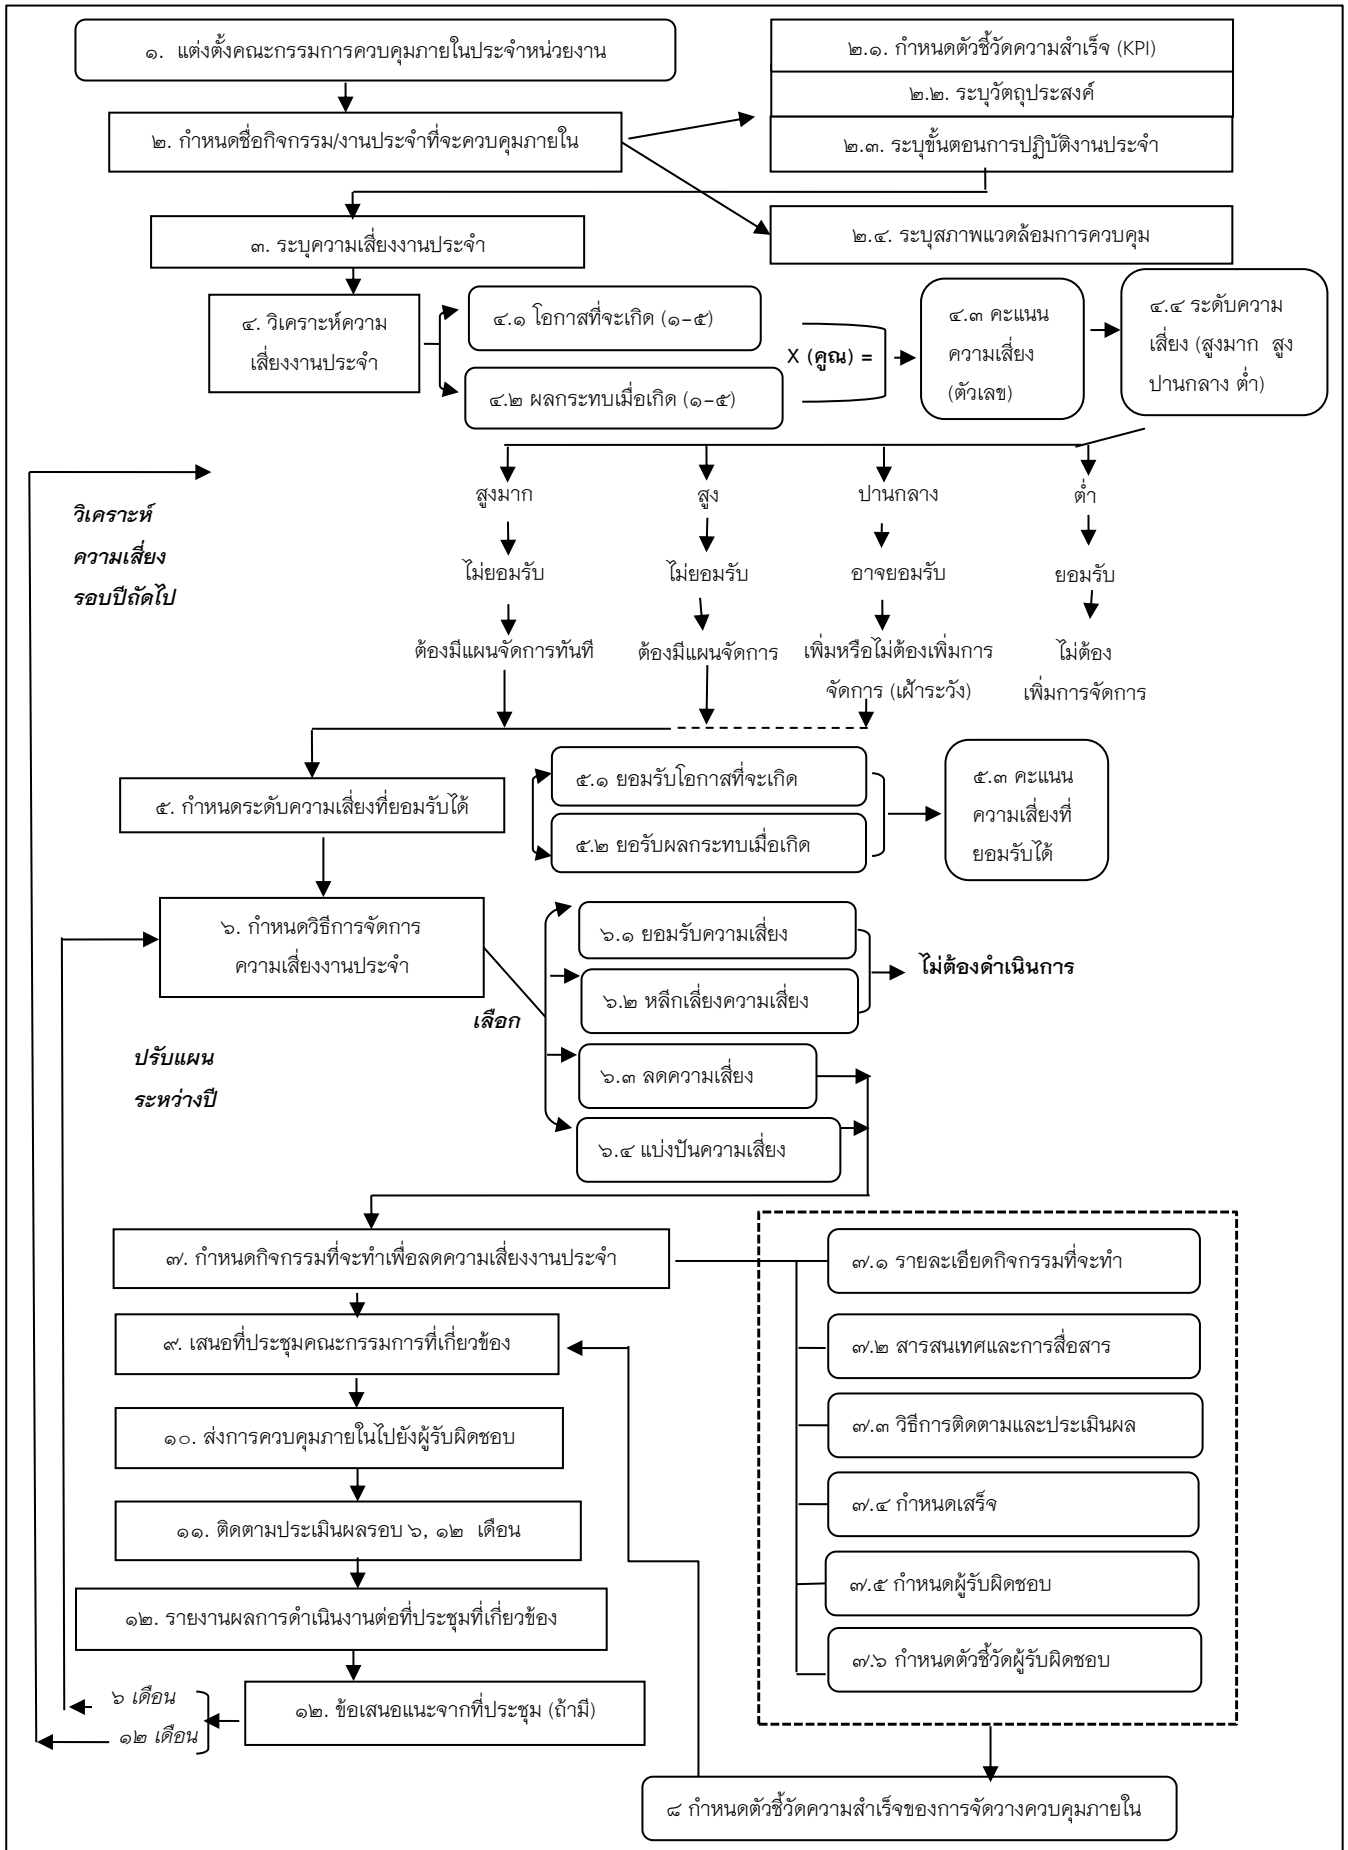 ๑. แต่งตั้งคณะกรรมการควบคุมภายในประจำหน่วยงาน
๒.๑. กำหนดตัวชี้วัดความสำเร็จ (KPI)
๒.๒. ระบุวัตถุประสงค์
๒. กำหนดชื่อกิจกรรม/งานประจำที่จะควบคุมภายใน
๒.๓. ระบุขั้นตอนการปฏิบัติงานประจำ
๓. ระบุความเสี่ยงงานประจำ
๒.๔. ระบุสภาพแวดล้อมการควบคุม
๔. วิเคราะห์ความ
เสี่ยงงานประจำ
๔.๑ โอกาสที่จะเกิด (๑-๕)
๔.๒ ผลกระทบเมื่อเกิด (๑-๕)
X (คูณ) =
๔.๓ คะแนน
ความเสี่ยง
(ตัวเลข)
๔.๔ ระดับความ
เสี่ยง (สูงมาก สูง
ปานกลาง ต่ำ)
วิเคราะห์
ความเสี่ยง
รอบปีถัดไป
สูงมาก
สูง
ปานกลาง
ต่ำ
ไม่ยอมรับ
ไม่ยอมรับ
อาจยอมรับ
ยอมรับ
ต้องมีแผนจัดการทันที
ต้องมีแผนจัดการ
เพิ่มหรือไม่ต้องเพิ่มการ
จัดการ (เฝ้าระวัง)
ไม่ต้อง
เพิ่มการจัดการ
๕. กำหนดระดับความเสี่ยงที่ยอมรับได้
๕.๑ ยอมรับโอกาสที่จะเกิด
๕.๒ ยอรับผลกระทบเมื่อเกิด
๕.๓ คะแนน
ความเสี่ยงที่
ยอมรับได้
๖. กำหนดวิธีการจัดการ
ความเสี่ยงงานประจำ
เลือก
๖.๑ ยอมรับความเสี่ยง
๖.๒ หลีกเลี่ยงความเสี่ยง
ไม่ต้องดำเนินการ
๖.๓ ลดความเสี่ยง
๖.๔ แบ่งปันความเสี่ยง
ปรับแผน
ระหว่างปี
๗. กำหนดกิจกรรมที่จะทำเพื่อลดความเสี่ยงงานประจำ
๗.๑ รายละเอียดกิจกรรมที่จะทำ
๗.๒ สารสนเทศและการสื่อสาร
๗.๓ วิธีการติดตามและประเมินผล
๗.๔ กำหนดเสร็จ
๗.๕ กำหนดผู้รับผิดชอบ
๗.๖ กำหนดตัวชี้วัดผู้รับผิดชอบ
๘ กำหนดตัวชี้วัดความสำเร็จของการจัดวางควบคุมภายใน
๙. เสนอที่ประชุมคณะกรรมการที่เกี่ยวข้อง
๑๐. ส่งการควบคุมภายในไปยังผู้รับผิดชอบ
๑๑. ติดตามประเมินผลรอบ ๖, ๑๒ เดือน
๑๒. รายงานผลการดำเนินงานต่อที่ประชุมที่เกี่ยวข้อง
๑๒. ข้อเสนอแนะจากที่ประชุม (ถ้ามี)
๖ เดือน
๑๒ เดือน